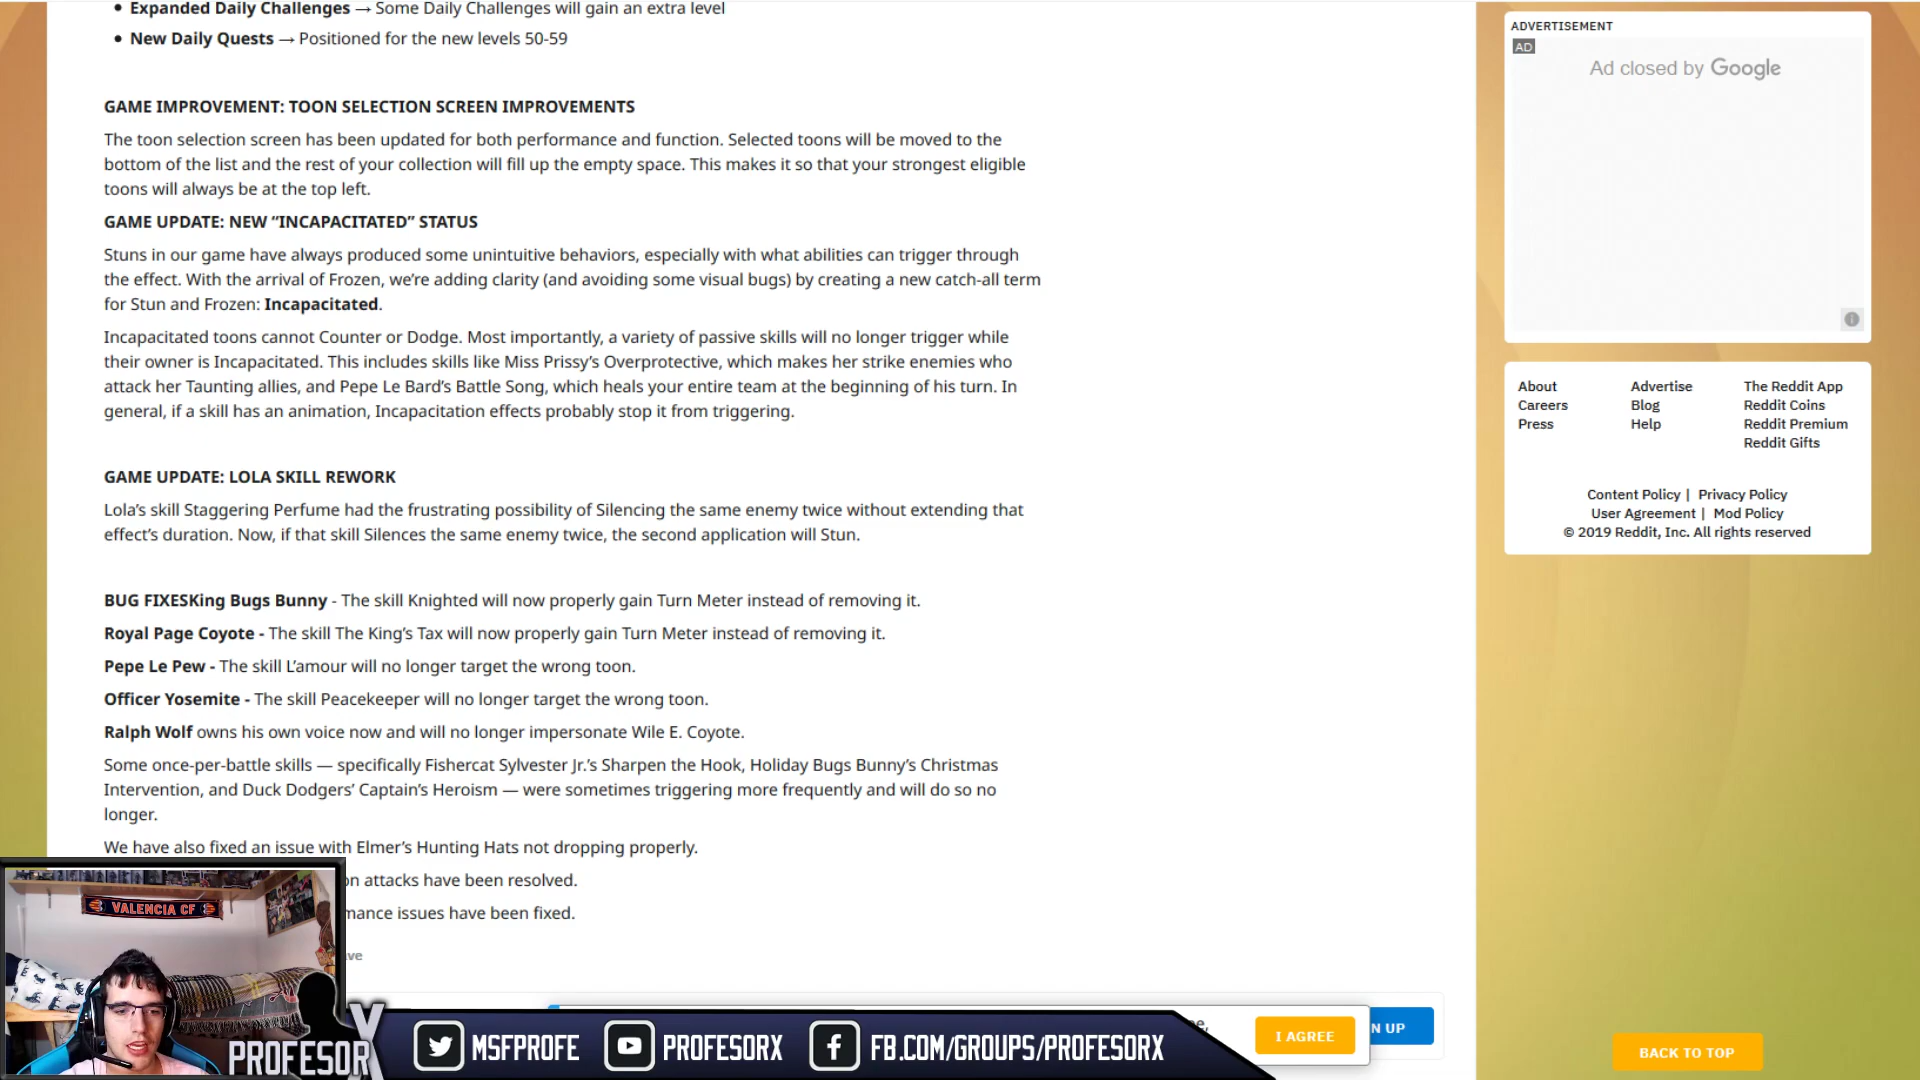 Expanded Daily Challenges → Some Daily Challenges will gain an extra level
New Daily Quests → Positioned for the new levels 50-59
GAME IMPROVEMENT: TOON SELECTION SCREEN IMPROVEMENTS
The toon selection screen has been updated for both performance and function. Selected toons will be moved to the
bottom of the list and the rest of your collection will fill up the empty space. This makes it so that your strongest eligible
toons will always be at the top left.
GAME UPDATE: NEW “INCAPACITATED” STATUS
Stuns in our game have always produced some unintuitive behaviors, especially with what abilities can trigger through
the effect. With the arrival of Frozen, we’re adding clarity (and avoiding some visual bugs) by creating a new catch-all term
for Stun and Frozen: Incapacitated.
Incapacitated toons cannot Counter or Dodge. Most importantly, a variety of passive skills will no longer trigger while
their owner is Incapacitated. This includes skills like Miss Prissy’s Overprotective, which makes her strike enemies who
attack her Taunting allies, and Pepe Le Bard’s Battle Song, which heals your entire team at the beginning of his turn. In
general, if a skill has an animation, Incapacitation effects probably stop it from triggering.
GAME UPDATE: LOLA SKILL REWORK
Lola’s skill Staggering Perfume had the frustrating possibility of Silencing the same enemy twice without extending that
effect’s duration. Now, if that skill Silences the same enemy twice, the second application will Stun.
BUG FIXESKing Bugs Bunny - The skill Knighted will now properly gain Turn Meter instead of removing it.
Royal Page Coyote - The skill The King’s Tax will now properly gain Turn Meter instead of removing it.
Pepe Le Pew - The skill L’amour will no longer target the wrong toon.
Officer Yosemite - The skill Peacekeeper will no longer target the wrong toon.
Ralph Wolf owns his own voice now and will no longer impersonate Wile E. Coyote.
Some once-per-battle skills — specifically Fishercat Sylvester Jr.’s Sharpen the Hook, Holiday Bugs Bunny’s Christmas
Intervention, and Duck Dodgers’ Captain’s Heroism — were sometimes triggering more frequently and will do so no
longer.
We have also fixed an issue with Elmer’s Hunting Hats not dropping properly.
on attacks have been resolved.
mance issues have been fixed.
ve
ADVERTISEMENT
AD
Ad closed by Google
About
Careers
Press
Advertise
Blog
Help
The Reddit App
Reddit Coins
Reddit Premium
Reddit Gifts
Content Policy | Privacy Policy
User Agreement | Mod Policy
© 2019 Reddit, Inc. All rights reserved
VALENCIA CF
PROFESORX
MSFPROFE
PROFESORX
FB.COM/GROUPS/PROFESORX
I AGREE
N UP
BACK TO TOP